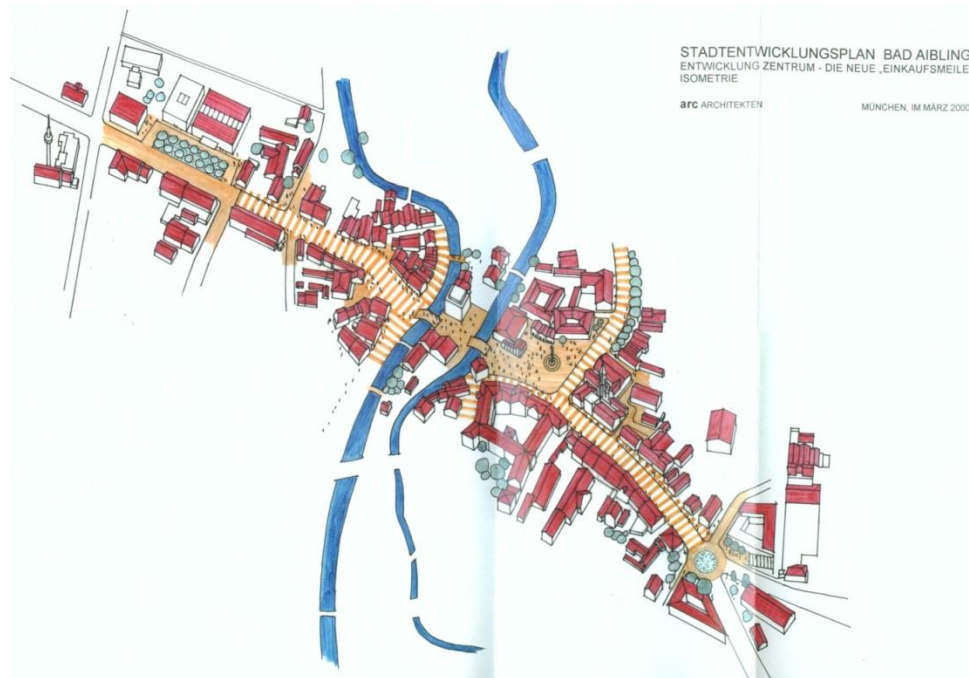 STADTENTWICKLUNGSPLAN BAD AIBLING
ENTWICKLUNG ZENTRUM - DIE NEUE „EINKAUFSMEILE
ISOMETRIE
arc ARCHITEKTEN MÜNCHEN, IM MÄRZ 2000